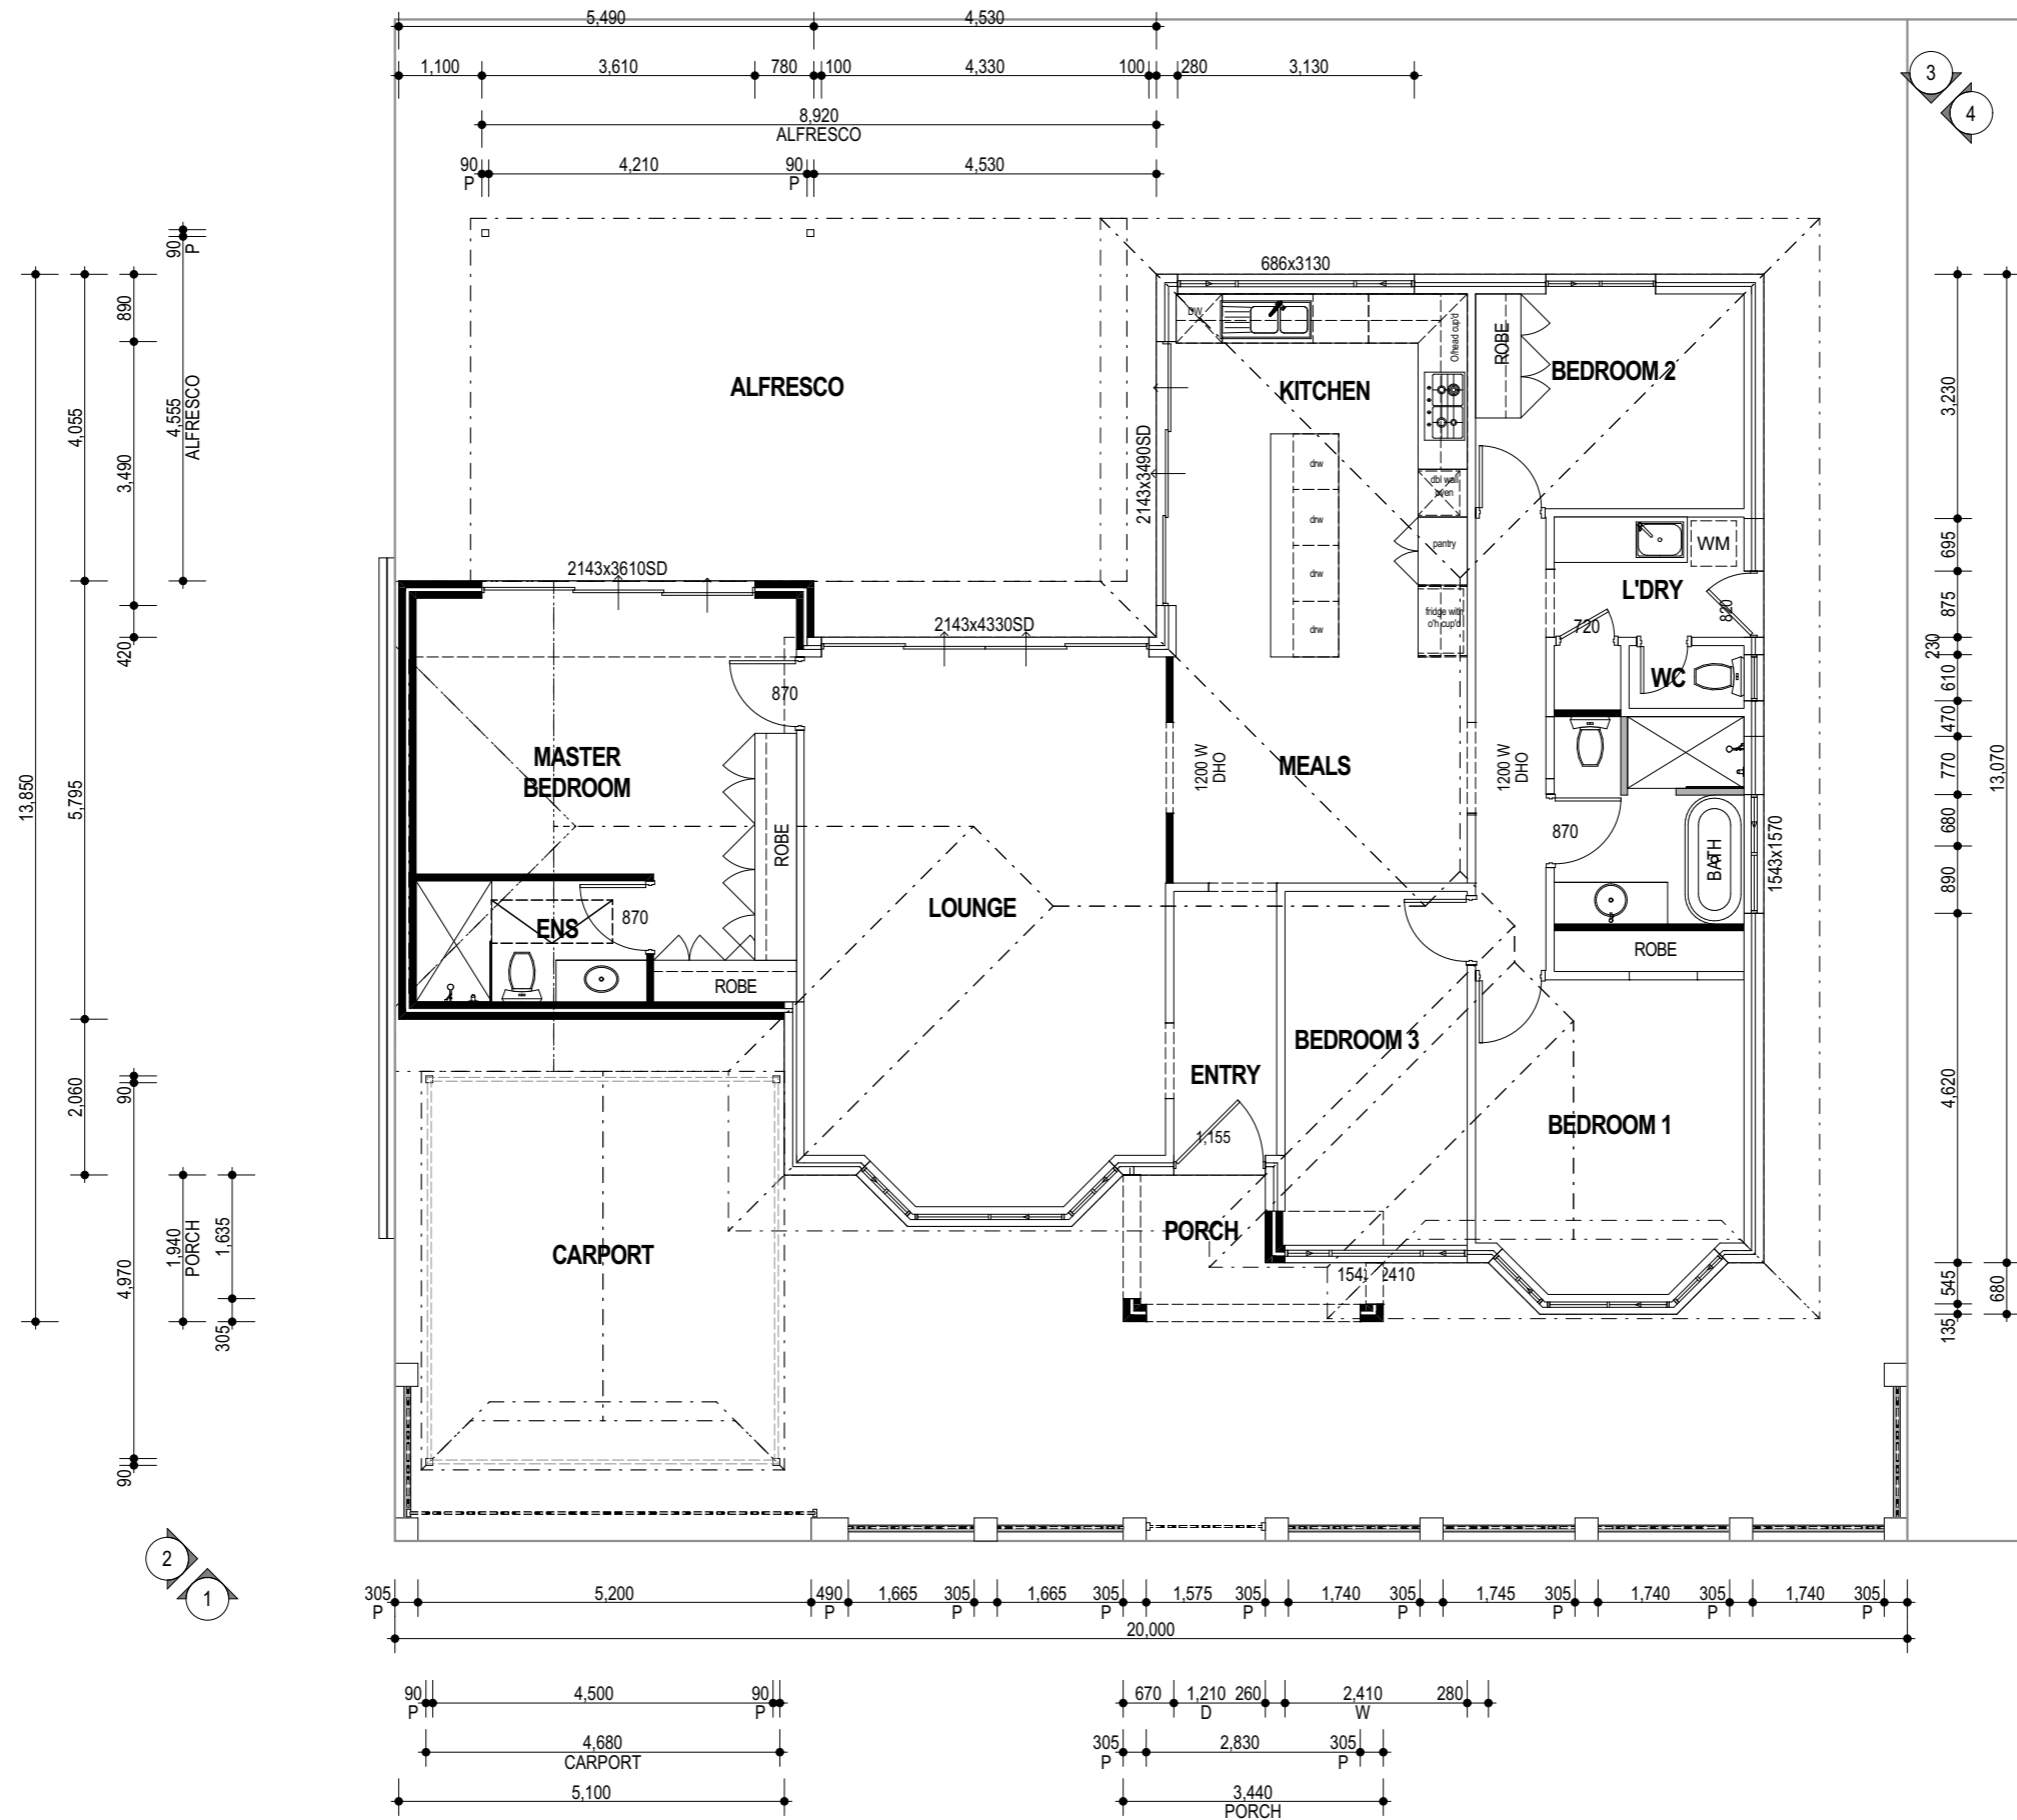 5,490
4,530
1,100
3,610
780
100
4,330
100
280
3,130
8,920
ALFRESCO
90
P
4,210
90
P
4,530
3
4
90
P
890
4,055
4,555
ALFRESCO
3,490
420
13,850
5,795
2,060
90
4,970
1,940
PORCH
1,635
305
90
686x3130
DW
O/head cup'd
ROBE
BEDROOM 2
ALFRESCO
KITCHEN
2143x3490SD
drw
drw
drw
drw
dbl wall
oven
pantry
fridge with
o'h cup'd
WM
L'DRY
820
720
WC
2143x3610SD
2143x4330SD
870
MASTER
BEDROOM
ROBE
1200 W
DHO
MEALS
1200 W
DHO
870
BATH
1543x1570
ENS
870
LOUNGE
ROBE
ROBE
BEDROOM 3
ENTRY
1,155
BEDROOM 1
CARPORT
PORCH
2410
3,230
695
875
230
610
470
770
680
890
4,620
545
135
13,070
680
2
1
305
P
5,200
490
P
1,665
305
P
1,665
305
P
1,575
305
P
1,740
305
P
1,745
305
P
1,740
305
P
1,740
305
P
20,000
90
P
4,500
90
P
670
1,210
D
260
2,410
W
280
4,680
CARPORT
305
P
2,830
305
P
5,100
3,440
PORCH